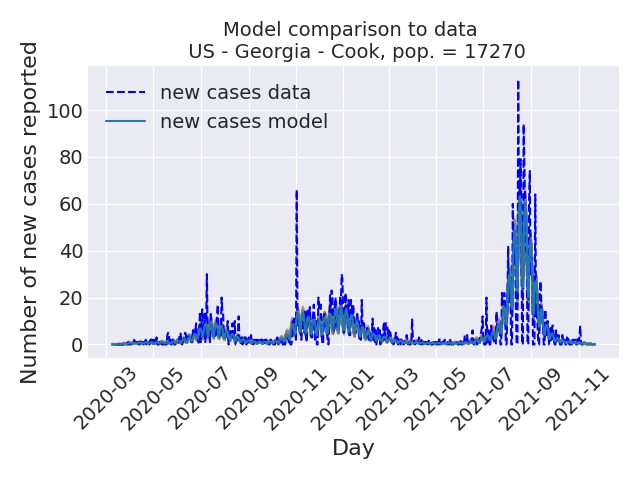 Model comparison to data
US - Georgia - Cook, pop. = 17270
Number of new cases reported
new cases data
new cases model
100
80
60
40
20
0
2020-03
2020-05
2020-07
2020-09
2020-11
2021-01
2021-03
2021-05
2021-07
2021-09
2021-11
Day